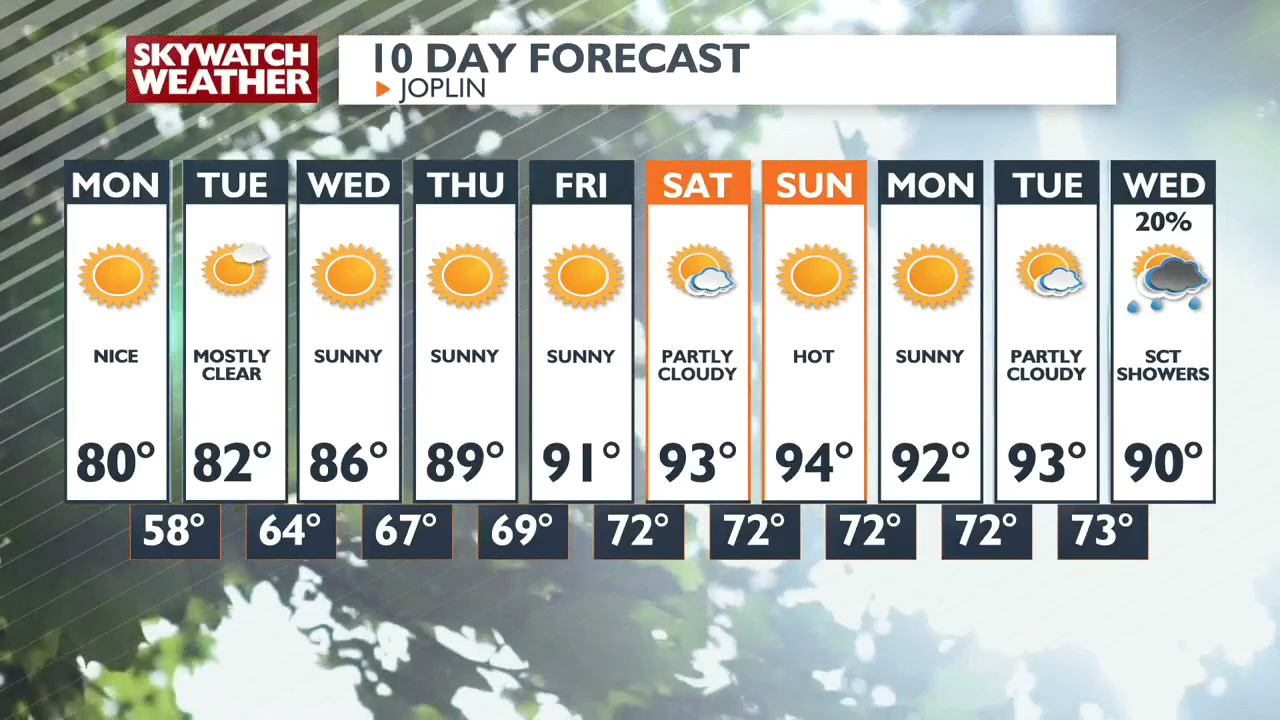 SKYWATCH
WEATHER
10 DAY FORECAST
JOPLIN
MON TUE WED THU FRI SAT SUN MON TUE WED
20%
NICE MOSTLY CLEAR SUNNY SUNNY SUNNY PARTLY CLOUDY HOT SUNNY PARTLY CLOUDY SCT SHOWERS
80° 82° 86° 89° 91° 93° 94° 92° 93° 90°
58° 64° 67° 69° 72° 72° 72° 72° 73°